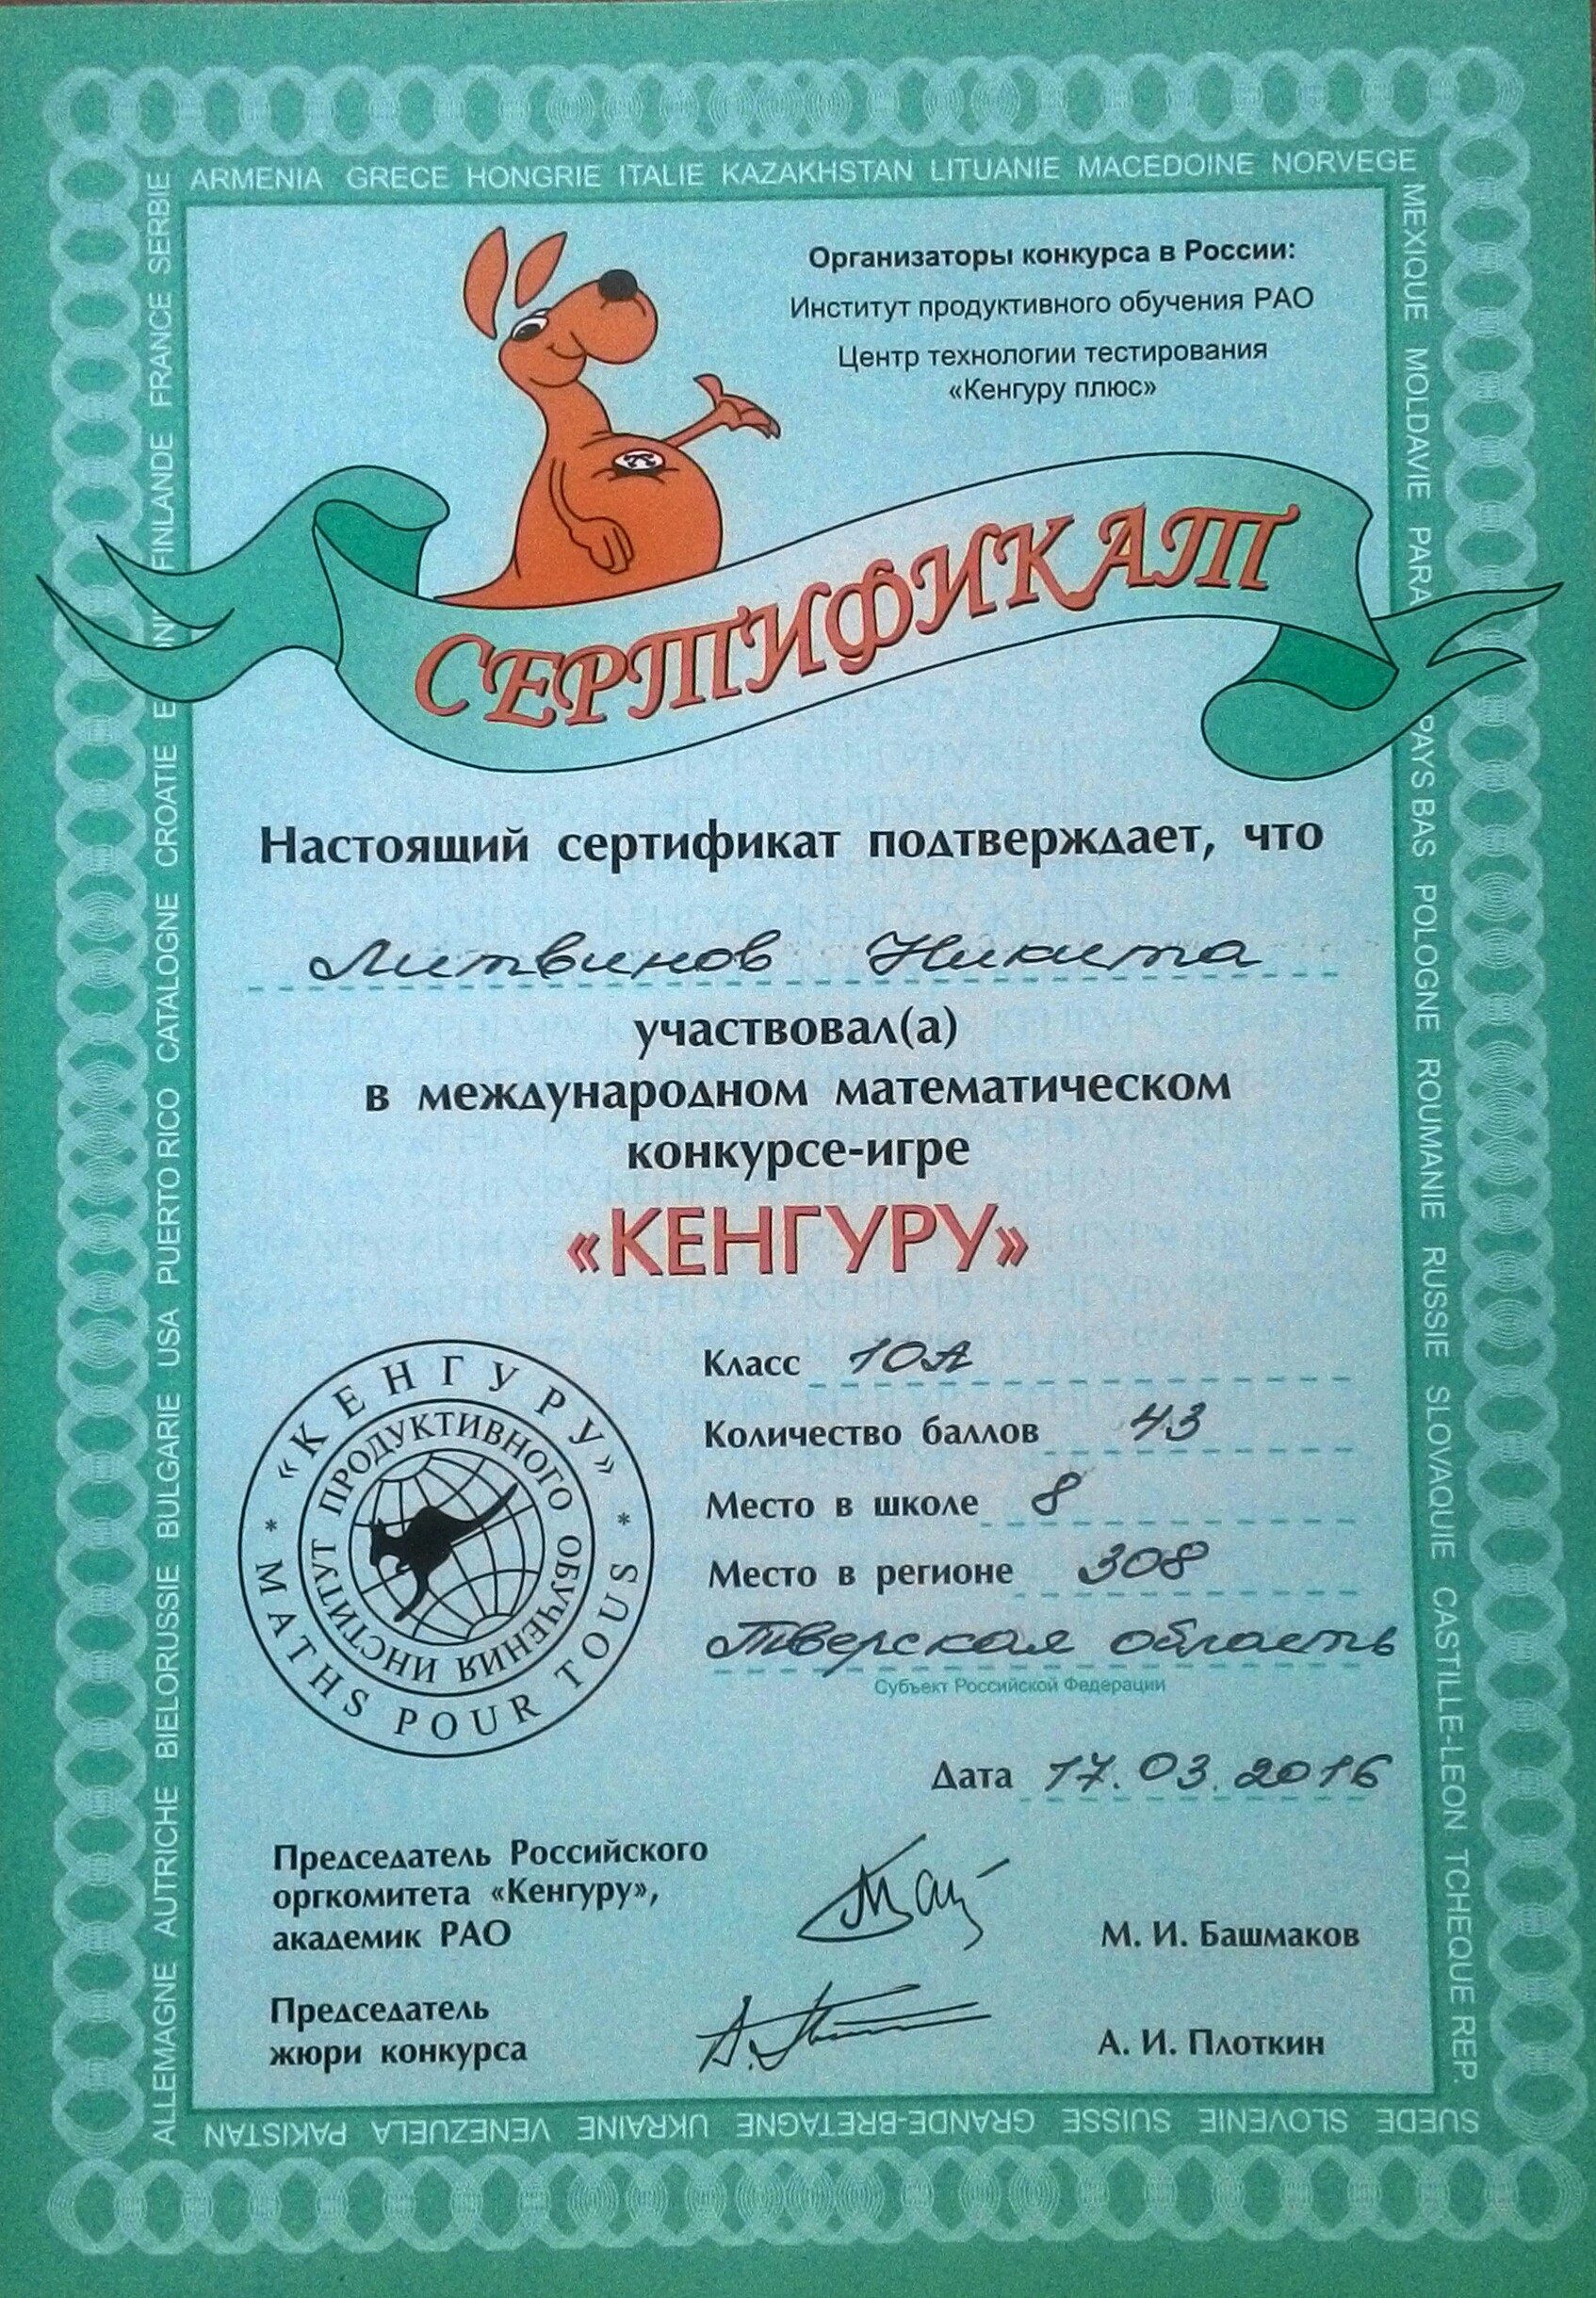 ARMENIA GRECE HONGRIE ITALIE KAZAKHSTAN LITUANIE MACEDOINE NORVEGE
MEXIQUE MOLDAVIE PARA PAYS BAS POLOGNE ROUMANIE RUSSIE SLOVAQUIE CASTILLE-LEON TCHEQUE REP.
SUEDE SLOVENIE SUISSE GRANDE-BRETAGNE UKRAINE VENEZUELA PAKISTAN
ALLEMAGNE AUTRICHE BIELORUSSIE BULGARIE USA PUERTO RICO CATALOGNE CROATIE FINLANDE FRANCE SERBIE
Организаторы конкурса в России:
Институт продуктивного обучения РАО
Центр технологии тестирования
«Кенгуру плюс»
СЕРТИФИКАТ
Настоящий сертификат подтверждает, что
Литвинов Никита
участвовал(а)
в международном математическом
конкурсе-игре
«КЕНГУРУ»
«КЕНГУРУ» * MATHS POUR TOUS *
ИНСТИТУТ ПРОДУКТИВНОГО ОБУЧЕНИЯ
Класс 10А
Количество баллов 43
Место в школе 8
Место в регионе 308
Тверская область
Субъект Российской Федерации
Дата 17.03.2016
Председатель Российского
оргкомитета «Кенгуру»,
академик РАО М. И. Башмаков
Председатель
жюри конкурса А. И. Плоткин